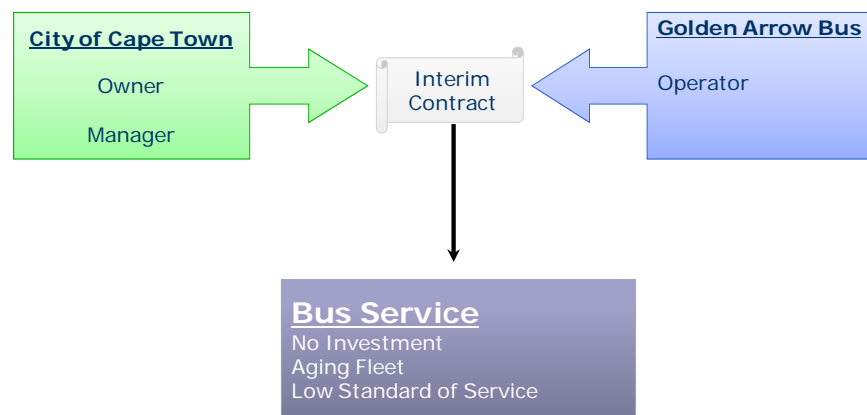 City of Cape Town
Owner
Manager
Interim
Contract
Golden Arrow Bus
Operator
Bus Service
No Investment
Aging Fleet
Low Standard of Service